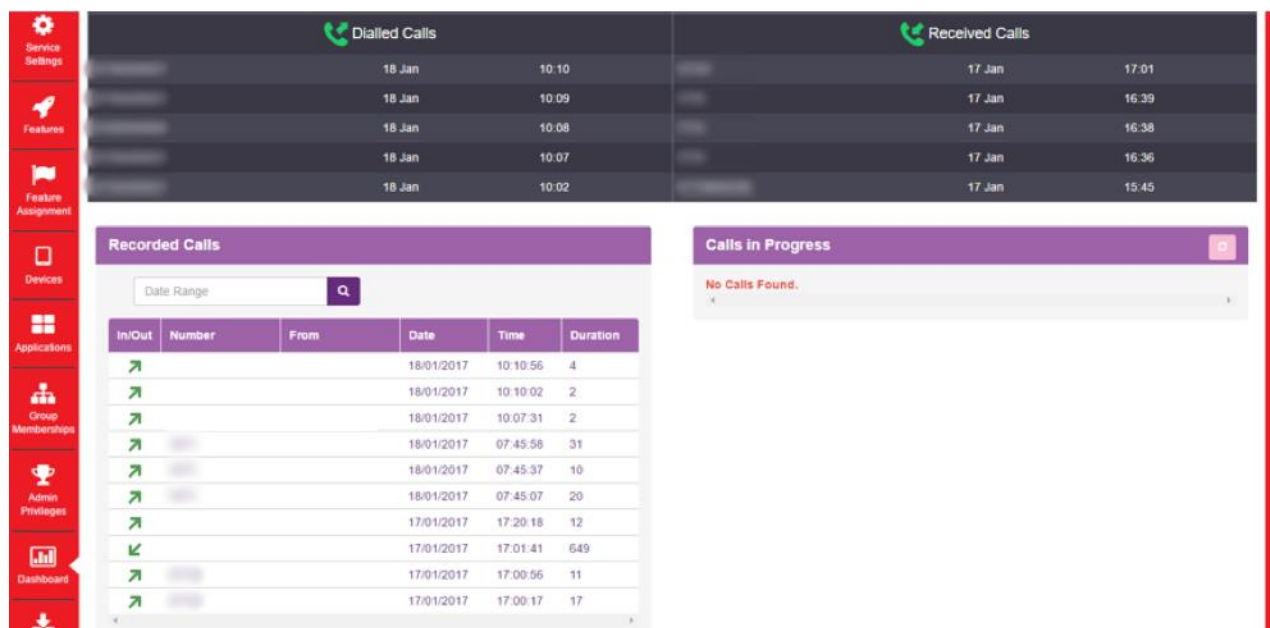 Service
Settings
Features
Feature
Assignment
Devices
Applications
Group
Memberships
Admin
Privileges
Dashboard
Dialled Calls
18 Jan 10:10
18 Jan 10:09
18 Jan 10:08
18 Jan 10:07
18 Jan 10:02
Received Calls
17 Jan 17:01
17 Jan 16:39
17 Jan 16:38
17 Jan 16:36
17 Jan 15:45
Recorded Calls
Date Range
In/Out Number From Date Time Duration
18/01/2017 10:10:56 4
18/01/2017 10:10:02 2
18/01/2017 10:07:31 2
18/01/2017 07:45:58 31
18/01/2017 07:45:37 10
18/01/2017 07:45:07 20
17/01/2017 17:20:18 12
17/01/2017 17:01:41 649
17/01/2017 17:00:56 11
17/01/2017 17:00:17 17
Calls in Progress
No Calls Found.